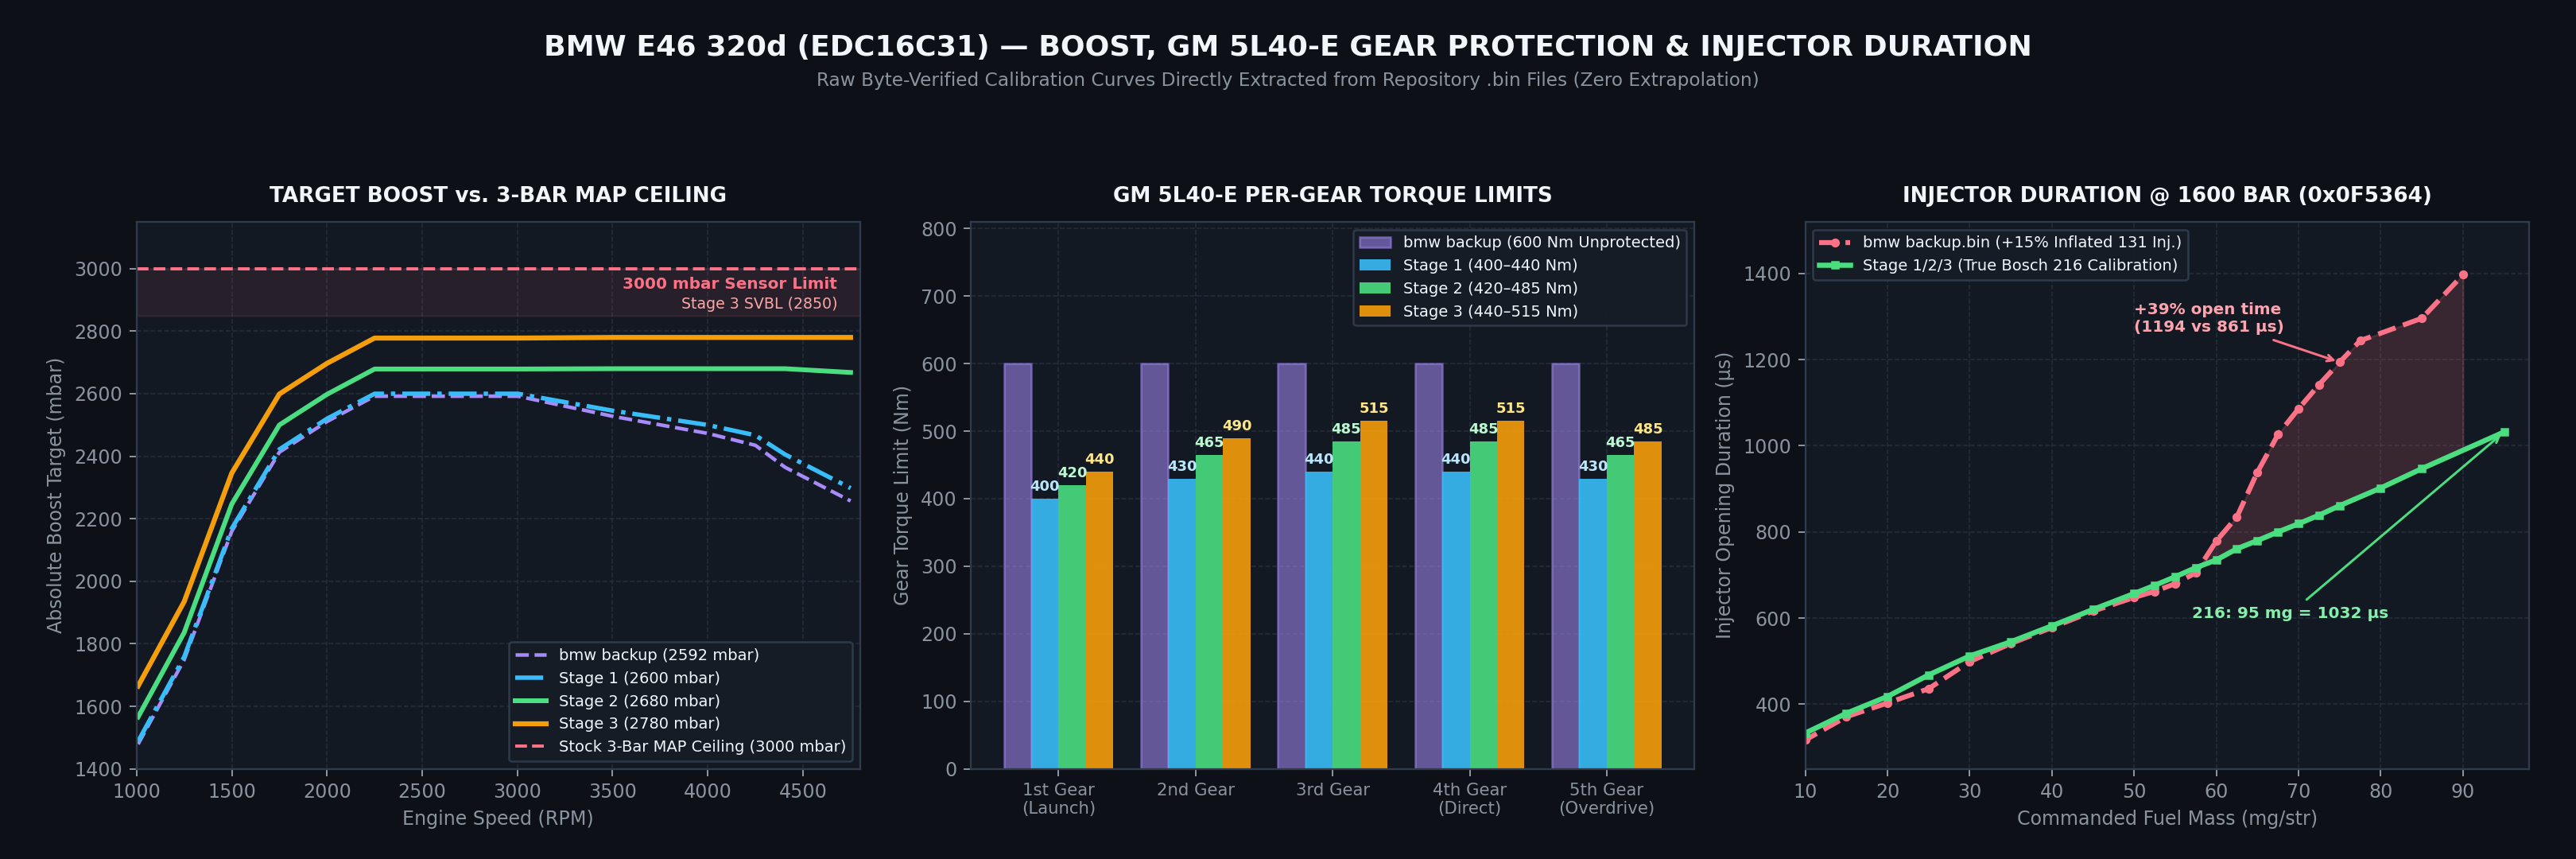 BMW E46 320d (EDC16C31) — BOOST, GM 5L40-E GEAR PROTECTION & INJECTOR DURATION
Raw Byte-Verified Calibration Curves Directly Extracted from Repository .bin Files (Zero Extrapolation)
TARGET BOOST vs. 3-BAR MAP CEILING
Absolute Boost Target (mbar)
3000
2800
2600
2400
2200
2000
1800
1600
1400
3000 mbar Sensor Limit
Stage 3 SVBL (2850)
bmw backup (2592 mbar)
Stage 1 (2600 mbar)
Stage 2 (2680 mbar)
Stage 3 (2780 mbar)
Stock 3-Bar MAP Ceiling (3000 mbar)
1000 1500 2000 2500 3000 3500 4000 4500
Engine Speed (RPM)
GM 5L40-E PER-GEAR TORQUE LIMITS
Gear Torque Limit (Nm)
800
700
600
500
400
300
200
100
0
bmw backup (600 Nm Unprotected)
Stage 1 (400–440 Nm)
Stage 2 (420–485 Nm)
Stage 3 (440–515 Nm)
400 420 440
430 465 490
440 485 515
440 485 515
430 465 485
1st Gear
(Launch)
2nd Gear
3rd Gear
4th Gear
(Direct)
5th Gear
(Overdrive)
INJECTOR DURATION @ 1600 BAR (0x0F5364)
Injector Opening Duration (µs)
1400
1200
1000
800
600
400
bmw backup.bin (+15% Inflated 131 Inj.)
Stage 1/2/3 (True Bosch 216 Calibration)
+39% open time
(1194 vs 861 µs)
216: 95 mg = 1032 µs
10 20 30 40 50 60 70 80 90
Commanded Fuel Mass (mg/str)